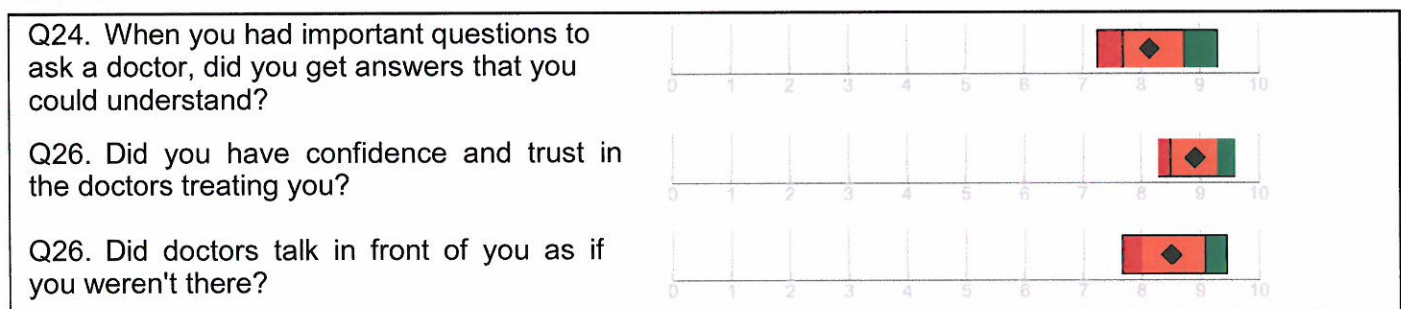 Q24. When you had important questions to
ask a doctor, did you get answers that you
could understand?
0 1 2 3 4 5 6 7 8 9 10
Q26. Did you have confidence and trust in
the doctors treating you?
0 1 2 3 4 5 6 7 8 9 10
Q26. Did doctors talk in front of you as if
you weren't there?
0 1 2 3 4 5 6 7 8 9 10